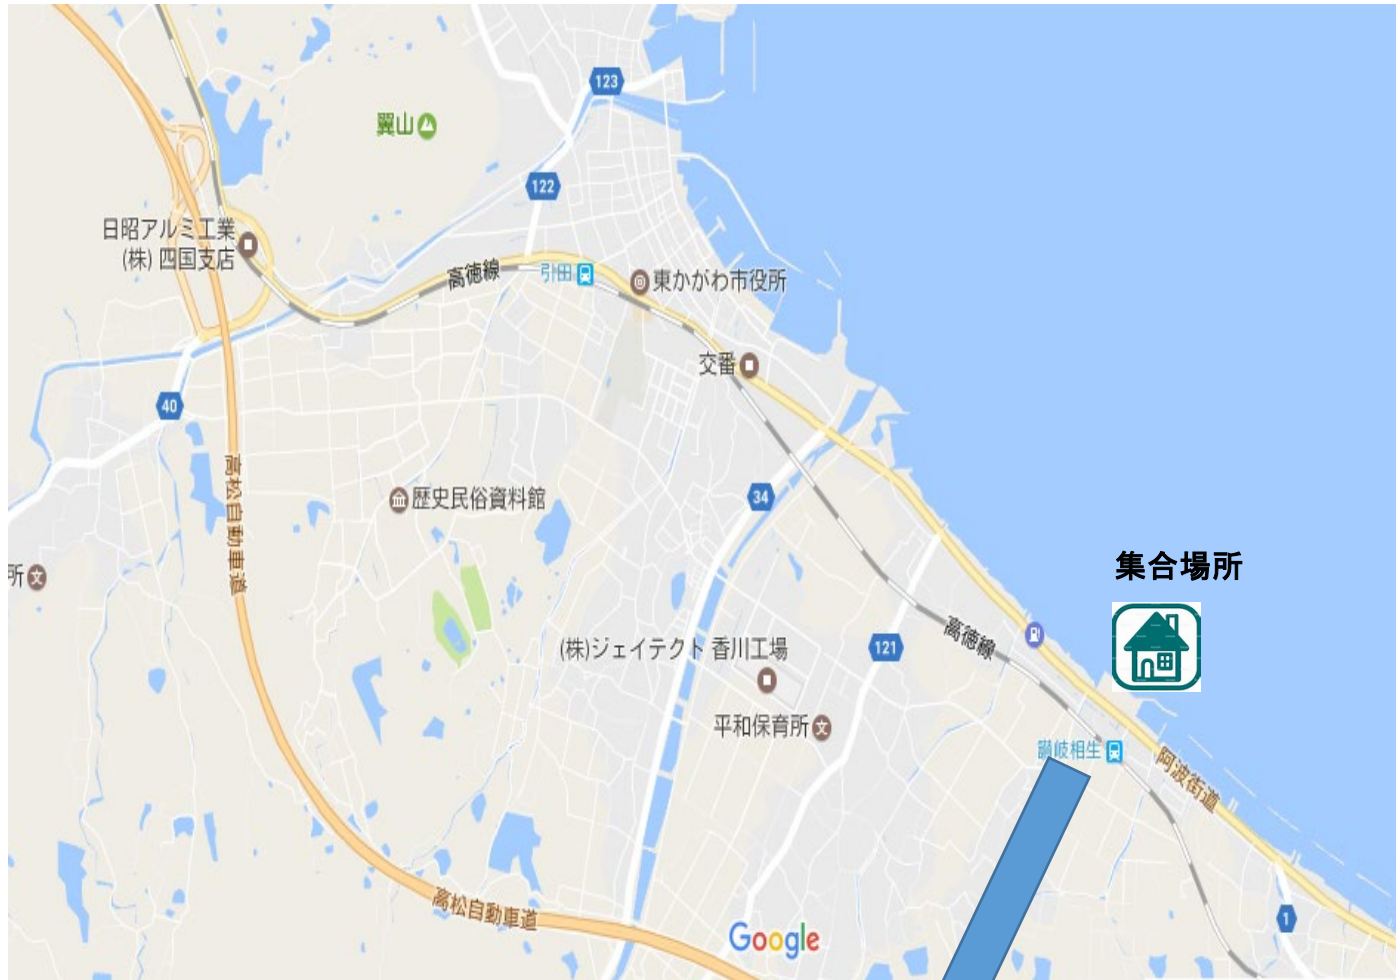 123
翼山
122
日昭アルミ工業
(株) 四国支店
高徳線
引田
東かがわ市役所
交番
40
高松自動車道
歴史民俗資料館
34
集合場所
所
(株)ジェイテクト 香川工場
121
高徳線
平和保育所
讃岐相生
阿波街道
高松自動車道
Google
1